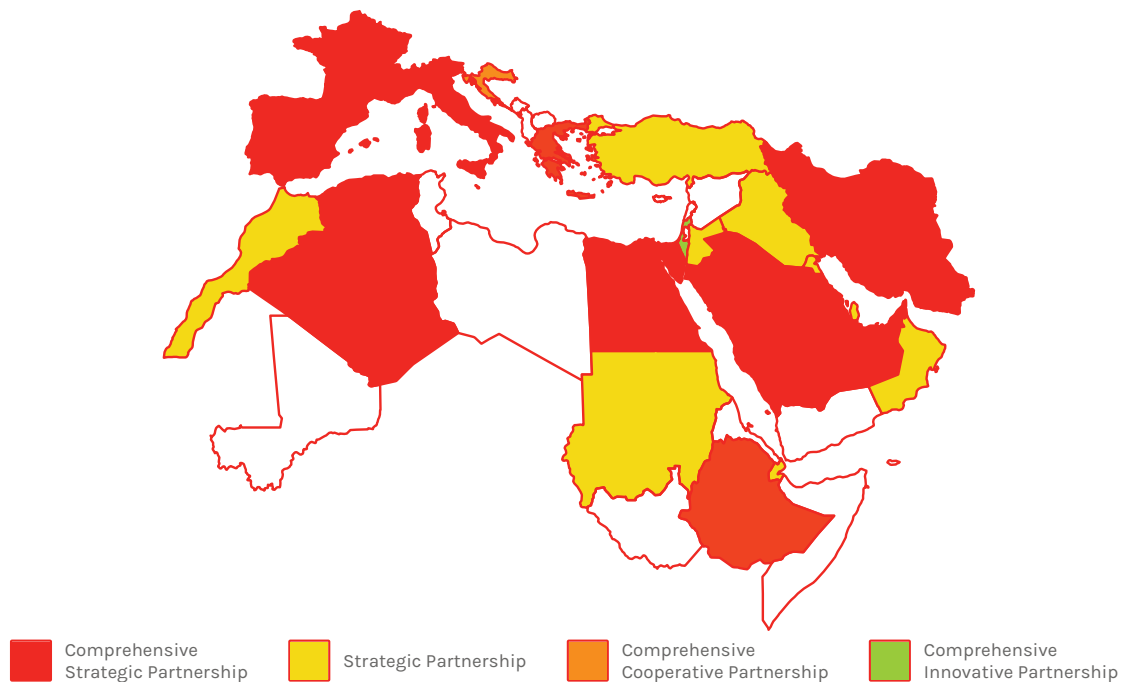 Comprehensive
Strategic Partnership
Strategic Partnership
Comprehensive
Cooperative Partnership
Comprehensive
Innovative Partnership